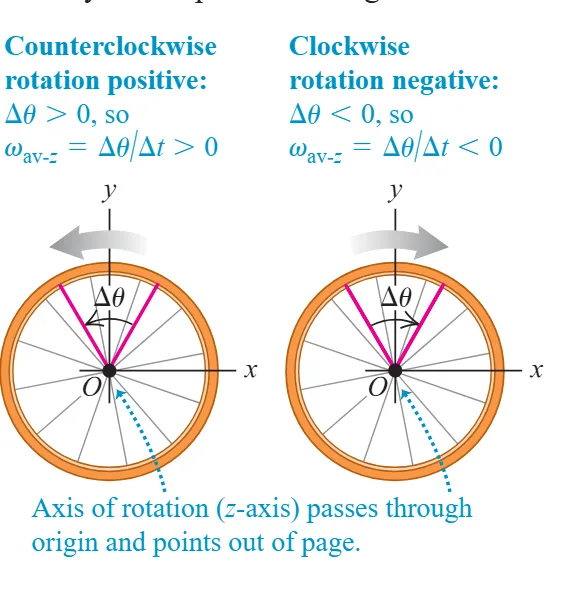 Counterclockwise
rotation positive:
Δθ > 0, so
ωav-z = Δθ/Δt > 0
Clockwise
rotation negative:
Δθ < 0, so
ωav-z = Δθ/Δt < 0
y
Δθ
O
x
y
Δθ
O
x
Axis of rotation (z-axis) passes through
origin and points out of page.